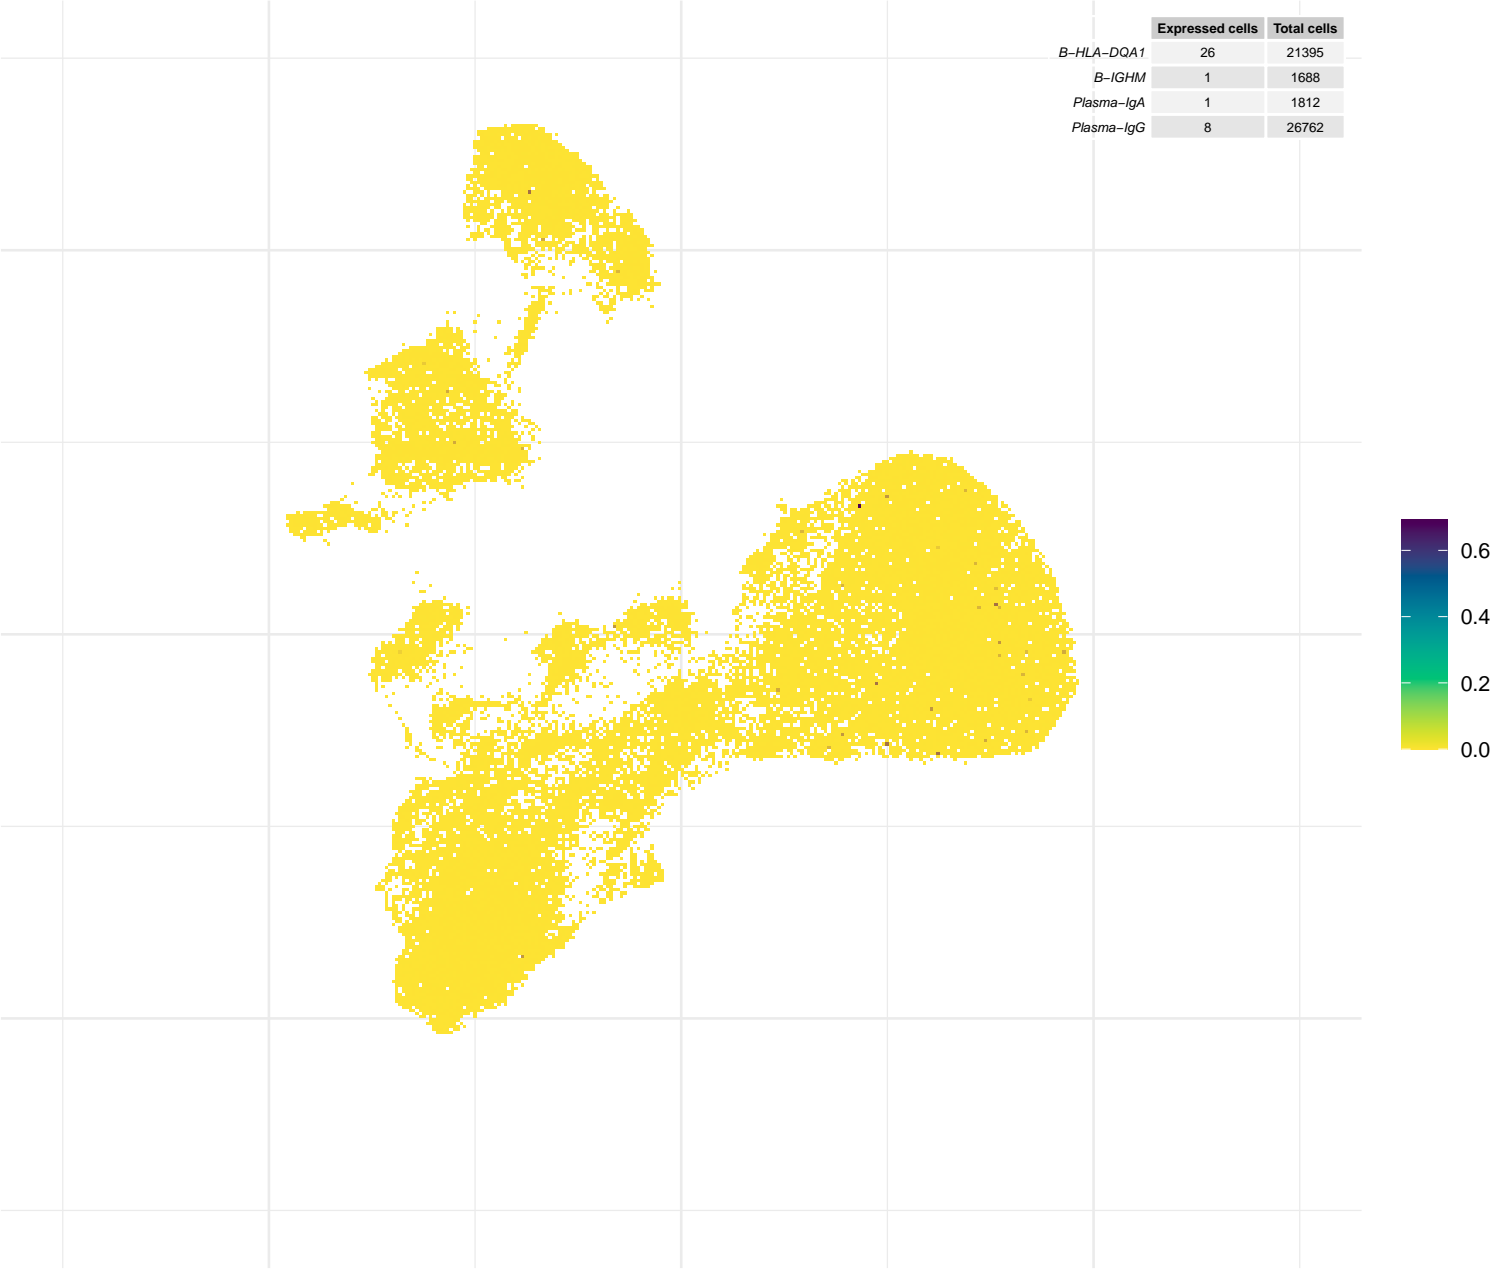 Expressed cells Total cells
B−HLA−DQA1 26 21395
B−IGHM 1 1688
Plasma−IgA 1 1812
Plasma−IgG 8 26762
0.6
0.4
0.2
0.0